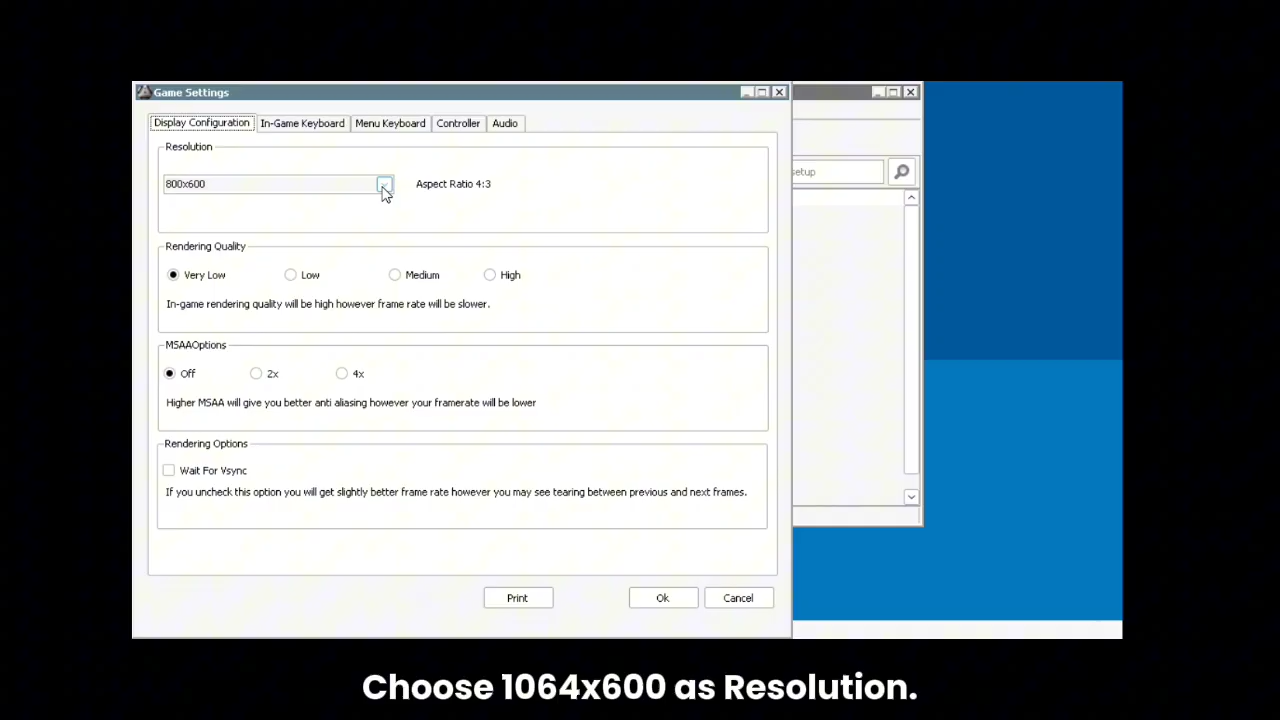 Game Settings
Display Configuration In-Game Keyboard Menu Keyboard Controller Audio
Resolution
800x600 Aspect Ratio 4:3
setup
Rendering Quality
Very Low Low Medium High
In-game rendering quality will be high however frame rate will be slower.
MSAAOptions
Off 2x 4x
Higher MSAA will give you better anti aliasing however your framerate will be lower
Rendering Options
Wait For Vsync
If you uncheck this option you will get slightly better frame rate however you may see tearing between previous and next frames.
Print Ok Cancel
Choose 1064x600 as Resolution.